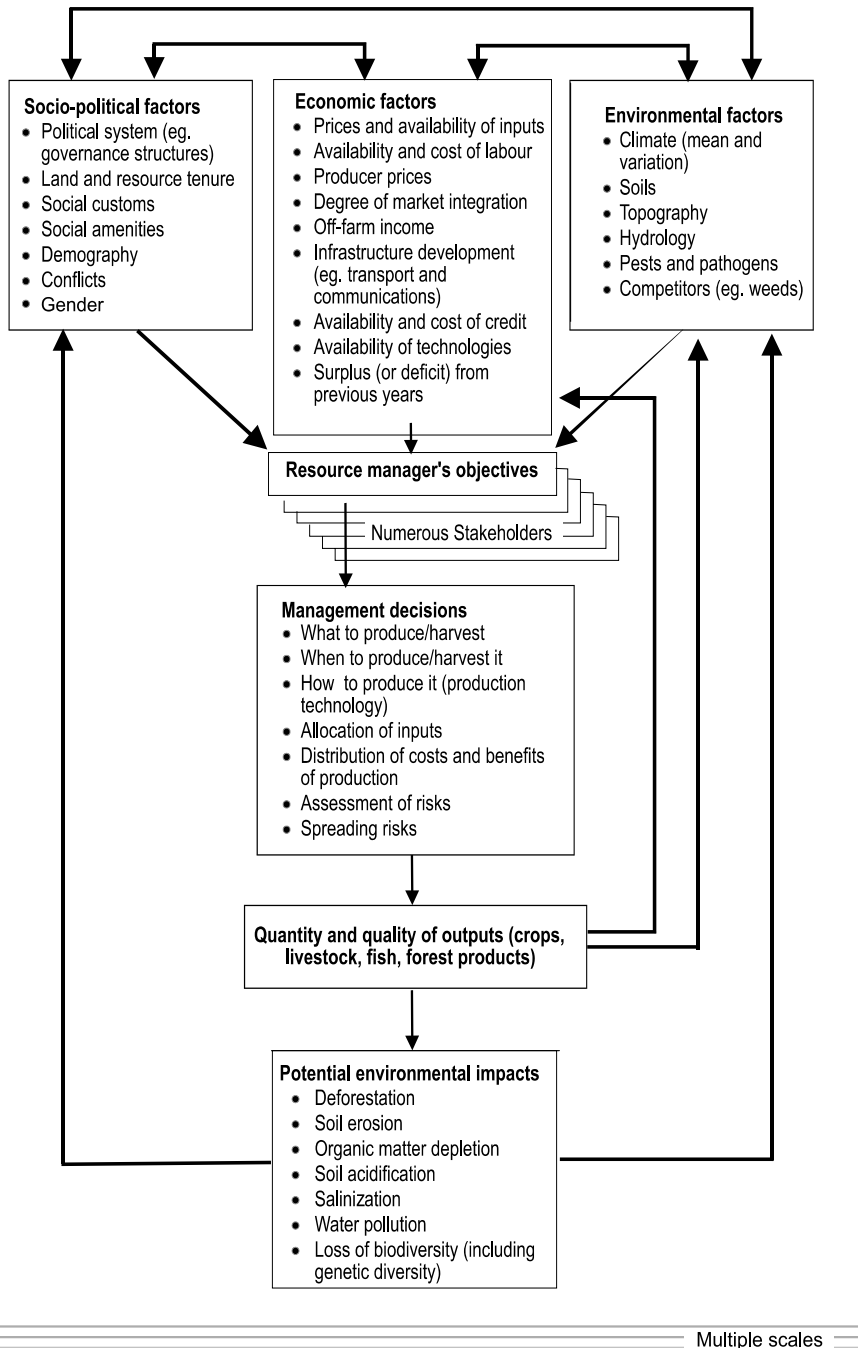 Socio-political factors
Political system (eg.
governance structures)
Land and resource tenure
Social customs
Social amenities
Demography
Conflicts
Gender
Economic factors
Prices and availability of inputs
Availability and cost of labour
Producer prices
Degree of market integration
Off-farm income
Infrastructure development
(eg. transport and
communications)
Availability and cost of credit
Availability of technologies
Surplus (or deficit) from
previous years
Environmental factors
Climate (mean and
variation)
Soils
Topography
Hydrology
Pests and pathogens
Competitors (eg. weeds)
Resource manager's objectives
Numerous Stakeholders
Management decisions
What to produce/harvest
When to produce/harvest it
How to produce it (production
technology)
Allocation of inputs
Distribution of costs and benefits
of production
Assessment of risks
Spreading risks
Quantity and quality of outputs (crops,
livestock, fish, forest products)
Potential environmental impacts
Deforestation
Soil erosion
Organic matter depletion
Soil acidification
Salinization
Water pollution
Loss of biodiversity (including
genetic diversity)
Multiple scales